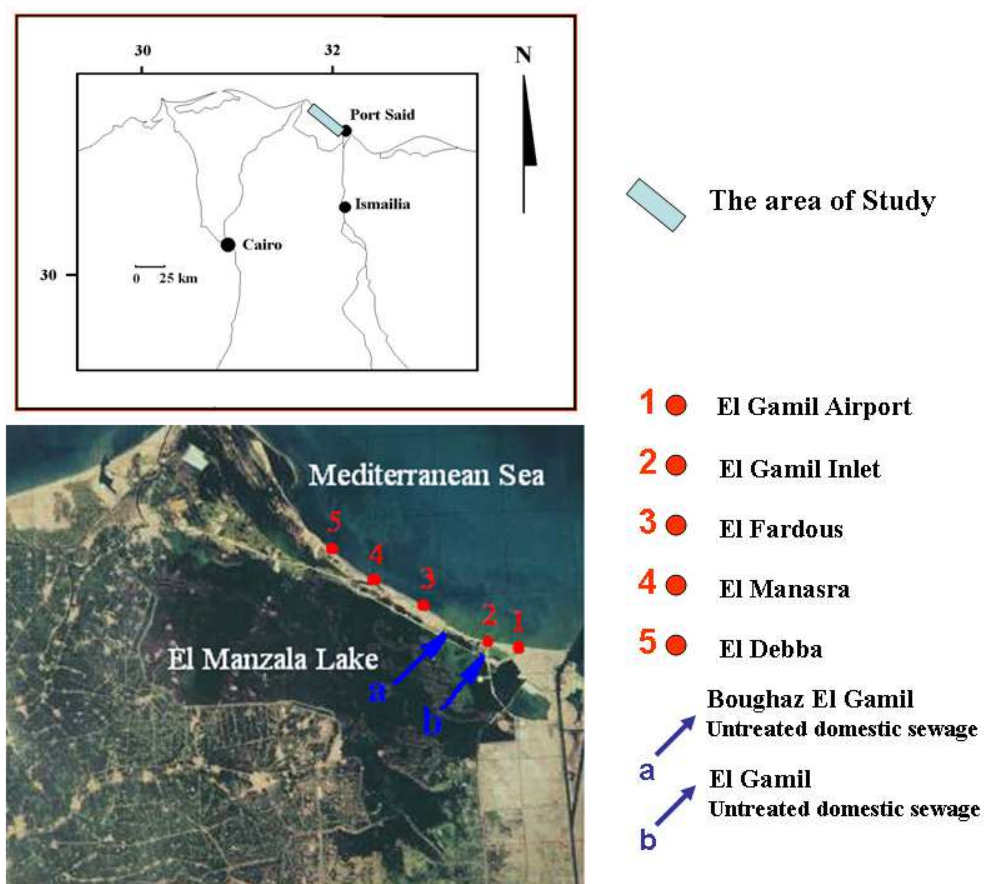 30
32
N
Port Said
Ismailia
Cairo
0 25 km
30
The area of Study
Mediterranean Sea
5
4
3
2
1
El Manzala Lake
a
b
1 El Gamil Airport
2 El Gamil Inlet
3 El Fardous
4 El Manasra
5 El Debba
Boughaz El Gamil
Untreated domestic sewage
a
El Gamil
Untreated domestic sewage
b